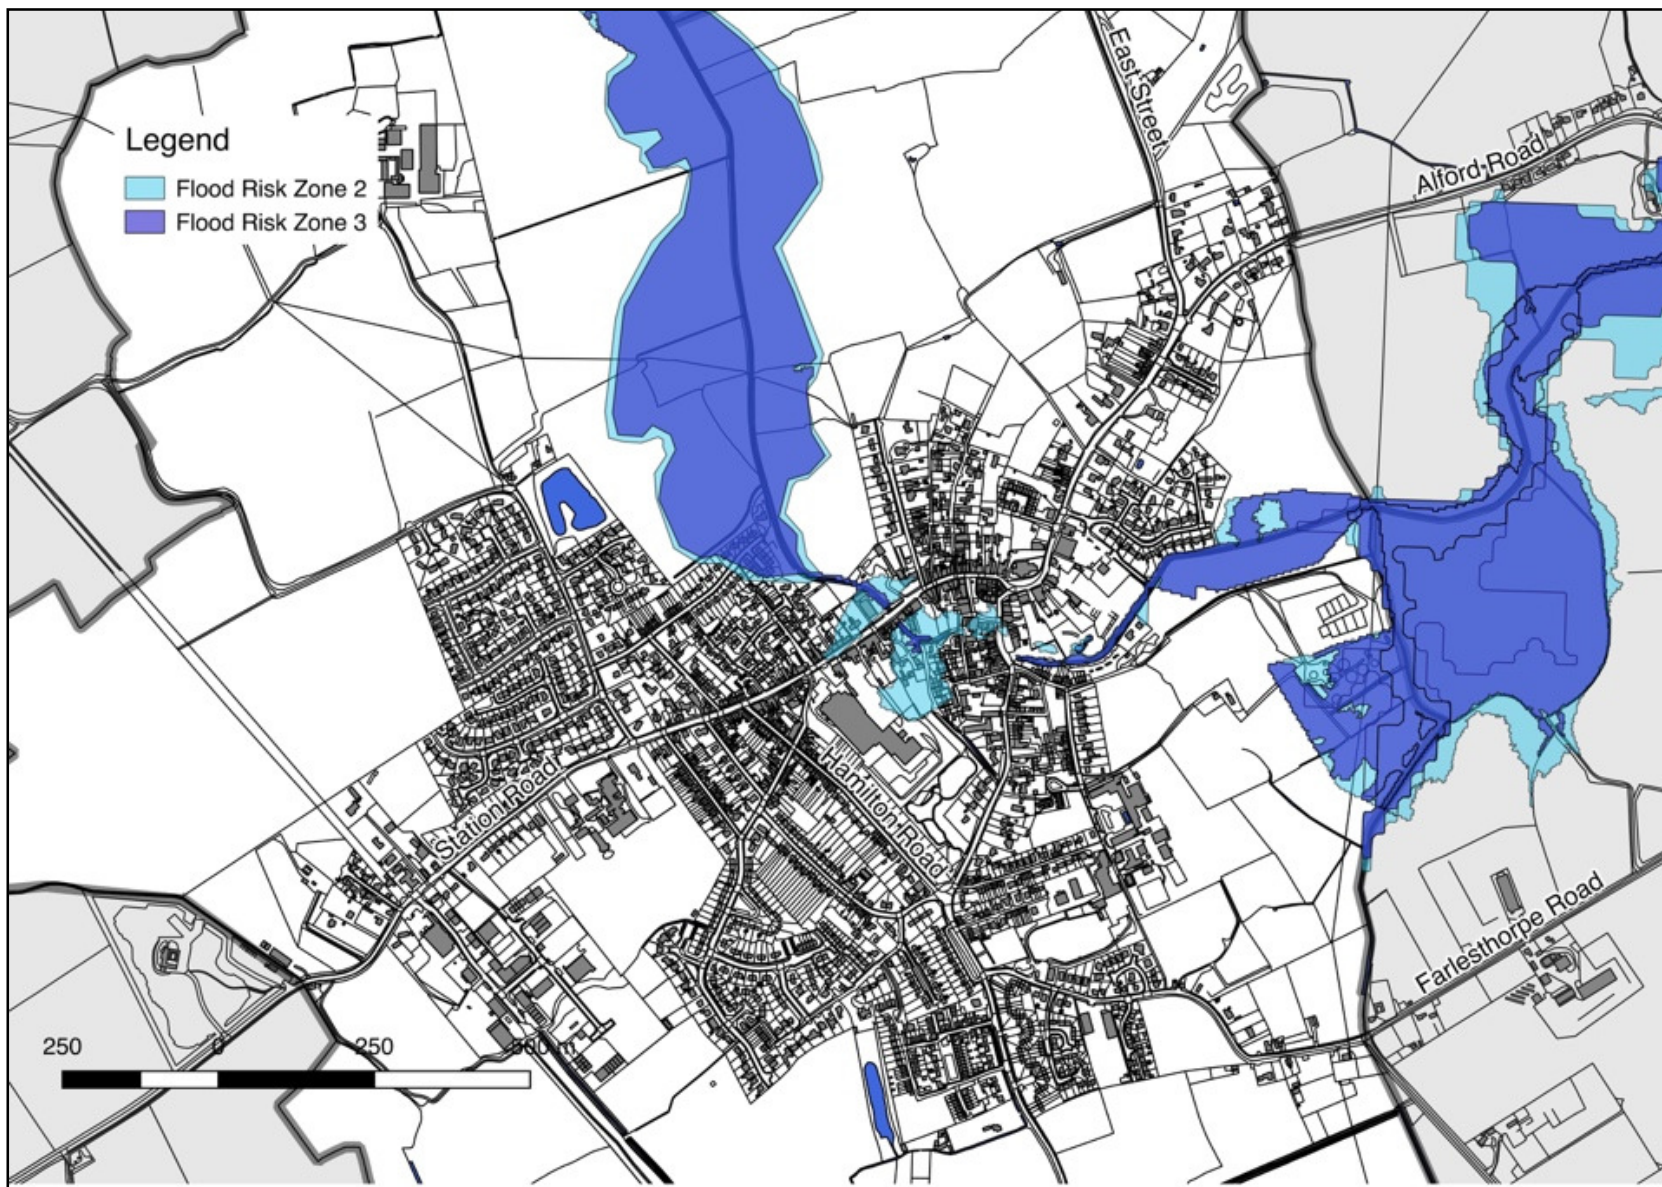 East Street
Alford Road
Legend
Flood Risk Zone 2
Flood Risk Zone 3
Station Road
Hamilton Road
Farlesthorpe Road
250 0 250 500 m